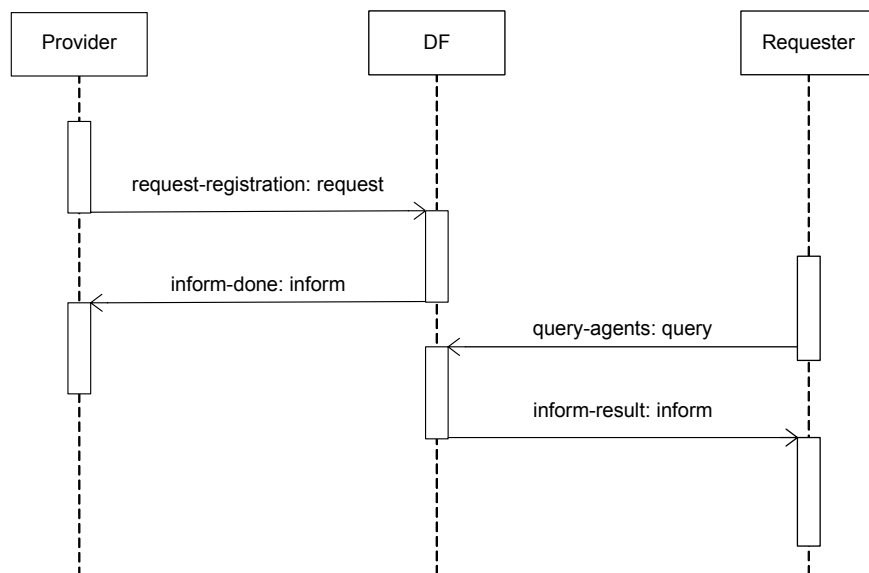 Provider
DF
Requester
request-registration: request
inform-done: inform
query-agents: query
inform-result: inform